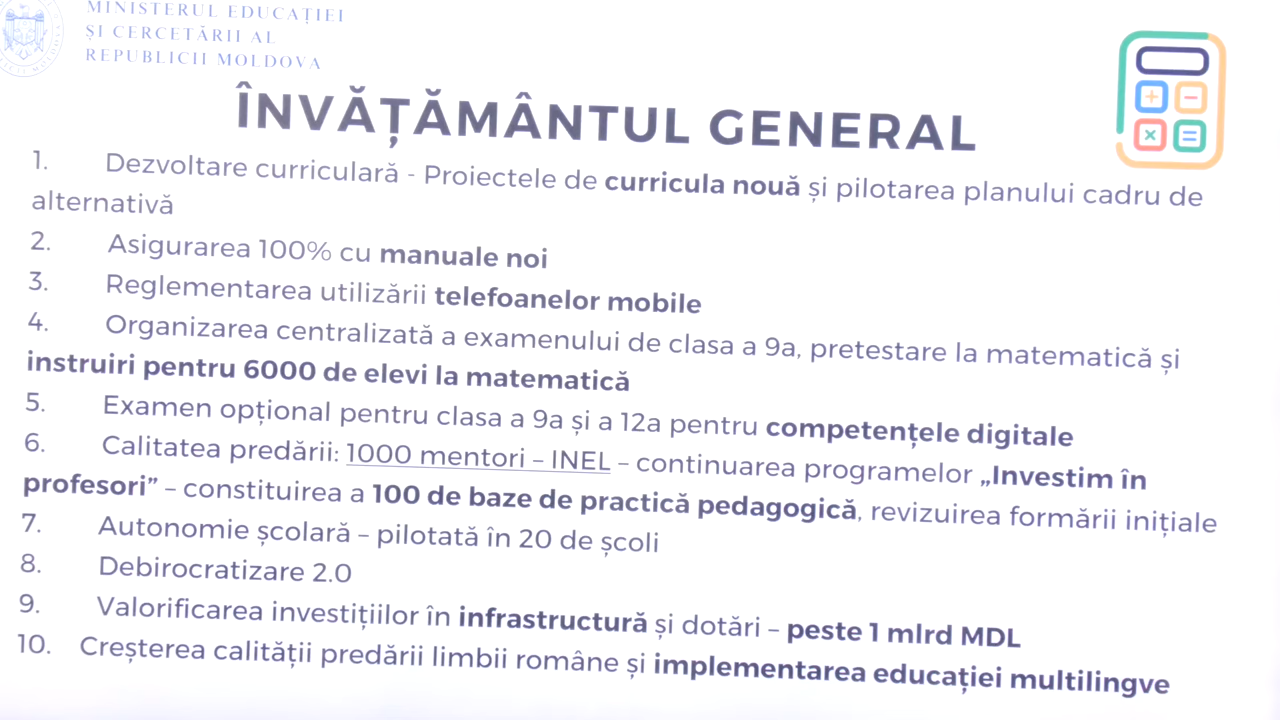 MINISTERUL EDUCAȚIEI
ȘI CERCETĂRII AL
REPUBLICII MOLDOVA
ÎNVĂȚĂMÂNTUL GENERAL
1. Dezvoltare curriculară - Proiectele de curricula nouă și pilotarea planului cadru de
alternativă
2. Asigurarea 100% cu manuale noi
3. Reglementarea utilizării telefoanelor mobile
4. Organizarea centralizată a examenului de clasa a 9a, pretestare la matematică și
instruiri pentru 6000 de elevi la matematică
5. Examen opțional pentru clasa a 9a și a 12a pentru competențele digitale
6. Calitatea predării: 1000 mentori – INEL – continuarea programelor „Investim în
profesori” – constituirea a 100 de baze de practică pedagogică, revizuirea formării inițiale
7. Autonomie școlară – pilotată în 20 de școli
8. Debirocratizare 2.0
9. Valorificarea investițiilor în infrastructură și dotări – peste 1 mlrd MDL
10. Creșterea calității predării limbii române și implementarea educației multilingve